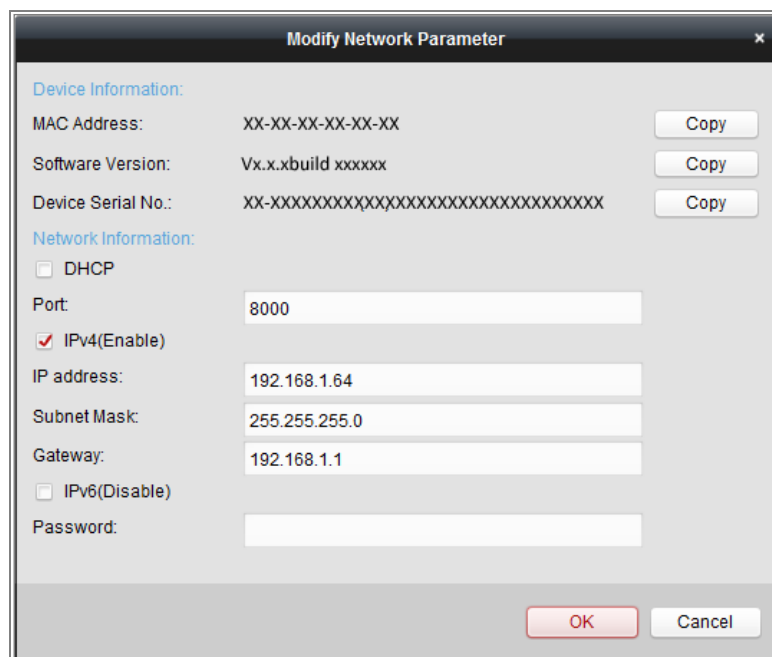 Modify Network Parameter ×
Device Information:
MAC Address: XX-XX-XX-XX-XX-XX Copy
Software Version: Vx.x.xbuild xxxxxx Copy
Device Serial No.: XX-XXXXXXXXXXXXXXXXXXXXXXXXXXXXXXXXX Copy
Network Information:
DHCP
Port: 8000
IPv4(Enable)
IP address: 192.168.1.64
Subnet Mask: 255.255.255.0
Gateway: 192.168.1.1
IPv6(Disable)
Password:
OK Cancel